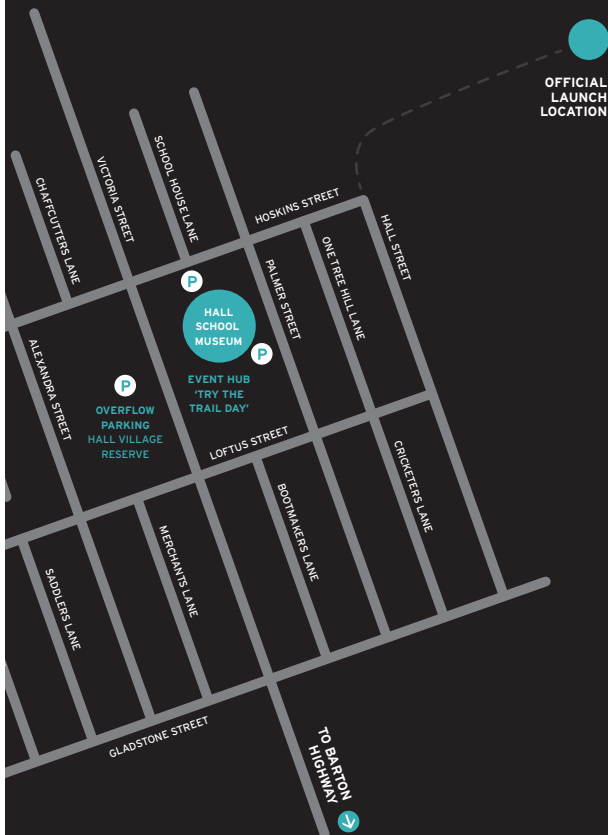 OFFICIAL
LAUNCH
LOCATION
VICTORIA STREET
SCHOOL HOUSE LANE
CHAFFCUTTERS LANE
HOSKINS STREET
HALL STREET
ONE TREE HILL LANE
PALMER STREET
P
HALL
SCHOOL
MUSEUM
P
ALEXANDRA STREET
P
EVENT HUB
‘TRY THE
TRAIL DAY’
OVERFLOW
PARKING
HALL VILLAGE
RESERVE
LOFTUS STREET
CRICKETERS LANE
BOOTMAKERS LANE
MERCHANTS LANE
SADDLERS LANE
GLADSTONE STREET
TO BARTON
HIGHWAY